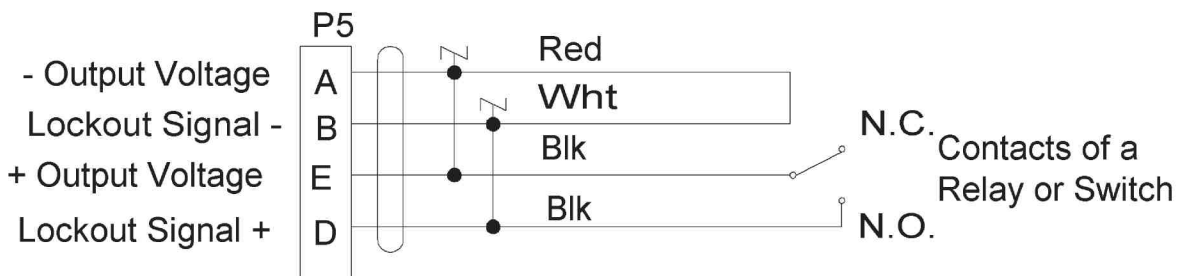 P5
- Output Voltage A Red
Lockout Signal - B Wht
+ Output Voltage E Blk
Lockout Signal + D Blk
N.C.
Contacts of a
Relay or Switch
N.O.